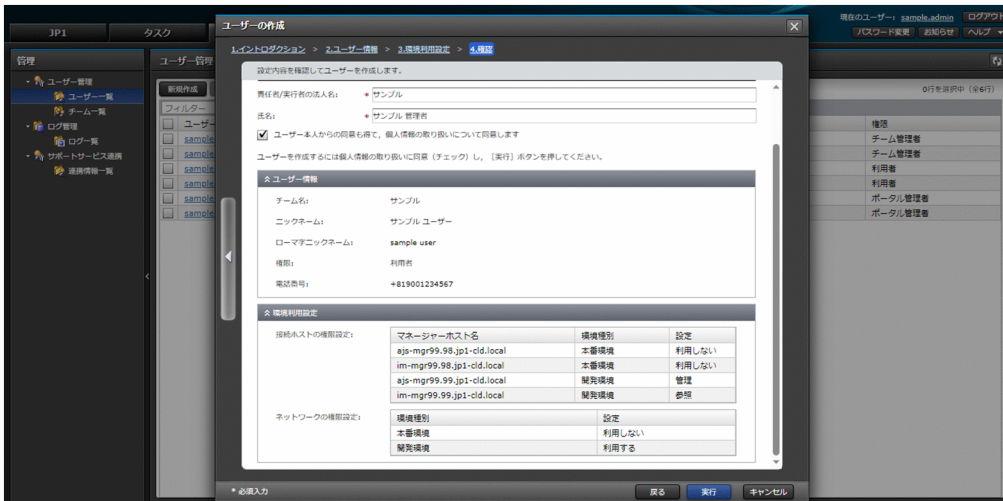 現在のユーザー: sample.admin ログアウト
パスワード変更 お知らせ ヘルプ
JP1 タスク
ユーザーの作成
1.イントロダクション > 2.ユーザー情報 > 3.環境利用設定 > 4.確認
管理
ユーザー管理
ユーザー一覧
チーム一覧
ログ管理
ログ一覧
サポートサービス連携
連携情報一覧
ユーザー管理
新規作成
0行を選択中（全6行）
フィルター
ユーザー
sample
sample
sample
sample
sample
sample
権限
チーム管理者
チーム管理者
利用者
利用者
ポータル管理者
ポータル管理者
設定内容を確認してユーザーを作成します。
責任者/実行者の法人名: * サンプル
氏名: * サンプル 管理者
ユーザー本人からの同意も得て，個人情報の取り扱いについて同意します
ユーザーを作成するには個人情報の取り扱いに同意（チェック）し，［実行］ボタンを押してください。
ユーザー情報
チーム名: サンプル
ニックネーム: サンプル ユーザー
ローマ字ニックネーム: sample user
権限: 利用者
電話番号: +819001234567
環境利用設定
接続ホストの権限設定:
マネージャーホスト名 環境種別 設定
ajs-mgr99.98.jp1-cld.local 本番環境 利用しない
im-mgr99.98.jp1-cld.local 本番環境 利用しない
ajs-mgr99.99.jp1-cld.local 開発環境 管理
im-mgr99.99.jp1-cld.local 開発環境 参照
ネットワークの権限設定:
環境種別 設定
本番環境 利用しない
開発環境 利用する
* 必須入力
戻る 実行 キャンセル